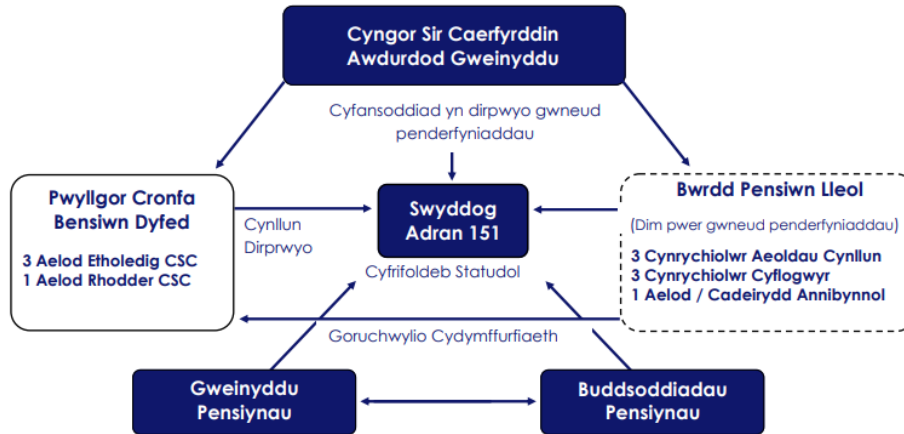 Cyngor Sir Caerfyrddin
Awdurdod Gweinyddu
Cyfansoddiad yn dirpwyo gwneud
penderfyniaddau
Pwyllgor Cronfa
Bensiwn Dyfed
3 Aelod Etholedig CSC
1 Aelod Rhodder CSC
Cynllun
Dirprwyo
Swyddog
Adran 151
Cyfrifoldeb Statudol
Bwrdd Pensiwn Lleol
(Dim pwer gwneud penderfyniaddau)
3 Cynrychiolwr Aeoldau Cynllun
3 Cynrychiolwr Cyflogwyr
1 Aelod / Cadeirydd Annibynnol
Goruchwylio Cydymffurfiaeth
Gweinyddu
Pensiynau
Buddsoddiadau
Pensiynau